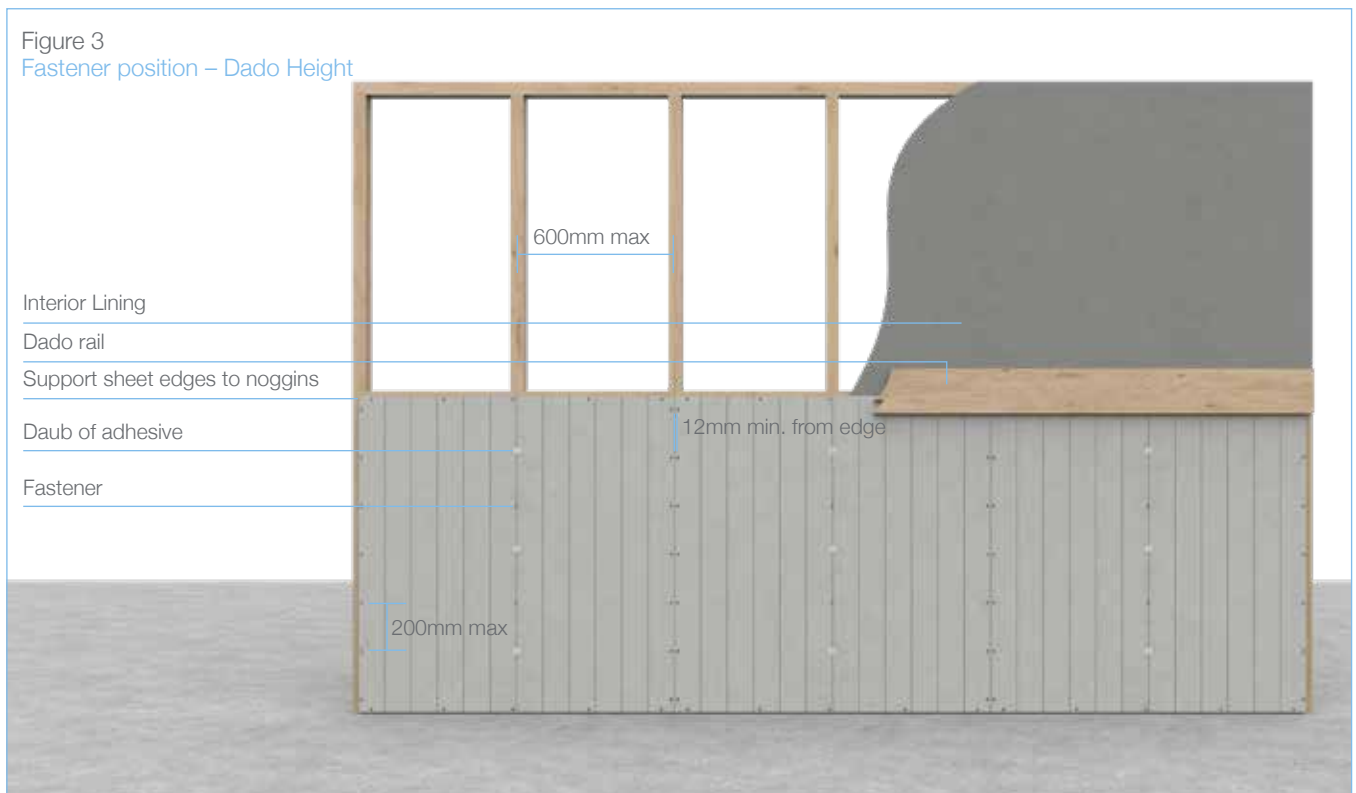 Figure 3
Fastener position – Dado Height
600mm max
Interior Lining
Dado rail
Support sheet edges to noggins
Daub of adhesive
12mm min. from edge
Fastener
200mm max